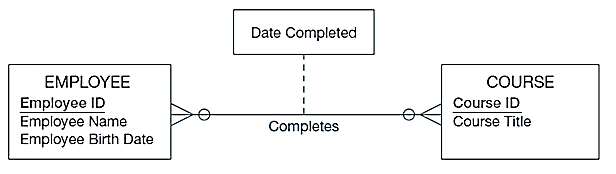 Date Completed
EMPLOYEE
Employee ID
Employee Name
Employee Birth Date
Completes
COURSE
Course ID
Course Title